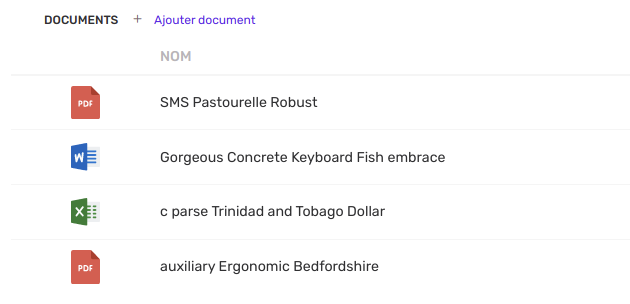 DOCUMENTS + Ajouter document
NOM
PDF SMS Pastourelle Robust
W Gorgeous Concrete Keyboard Fish embrace
X c parse Trinidad and Tobago Dollar
PDF auxiliary Ergonomic Bedfordshire